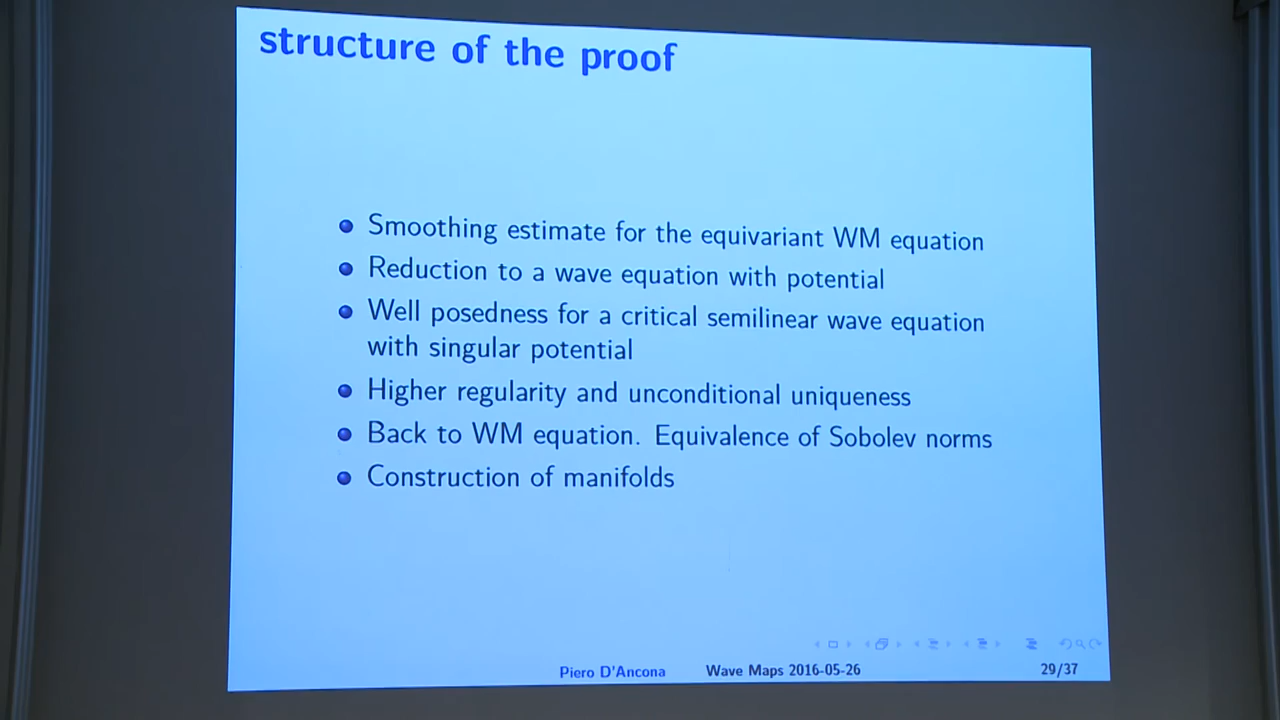 structure of the proof
Smoothing estimate for the equivariant WM equation
Reduction to a wave equation with potential
Well posedness for a critical semilinear wave equation
with singular potential
Higher regularity and unconditional uniqueness
Back to WM equation. Equivalence of Sobolev norms
Construction of manifolds
Piero D'Ancona Wave Maps 2016-05-26 29/37